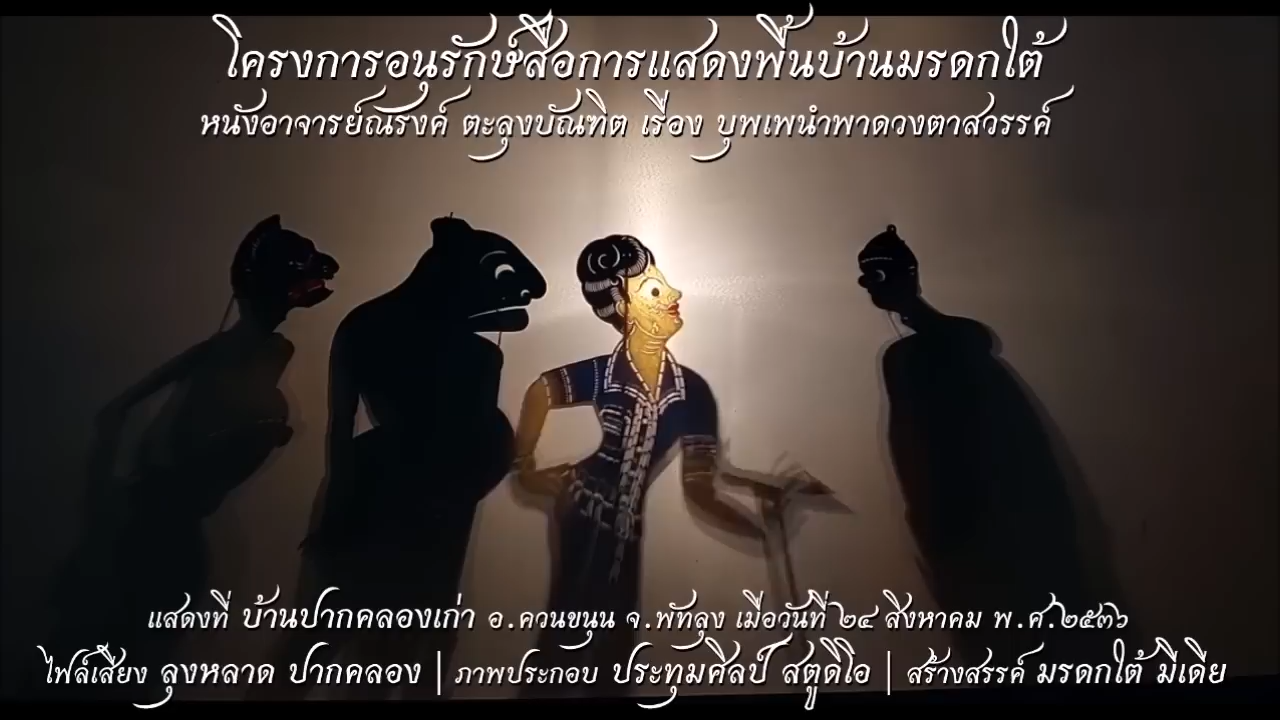 โครงการอนุรักษ์สื่อการแสดงพื้นบ้านมรดกใต้
หนังอาจารย์ณรงค์ ตะลุงบัณฑิต เรื่อง บุพเพนำพาดวงตาสวรรค์
แสดงที่ บ้านปากคลองเก่า อ.ควนขนุน จ.พัทลุง เมื่อวันที่ ๒๔ สิงหาคม พ.ศ.๒๕๓๖
ไฟล์เสียง ลุงหลาด ปากคลอง | ภาพประกอบ ประทุมศิลป์ สตูดิโอ | สร้างสรรค์ มรดกใต้ มีเดีย